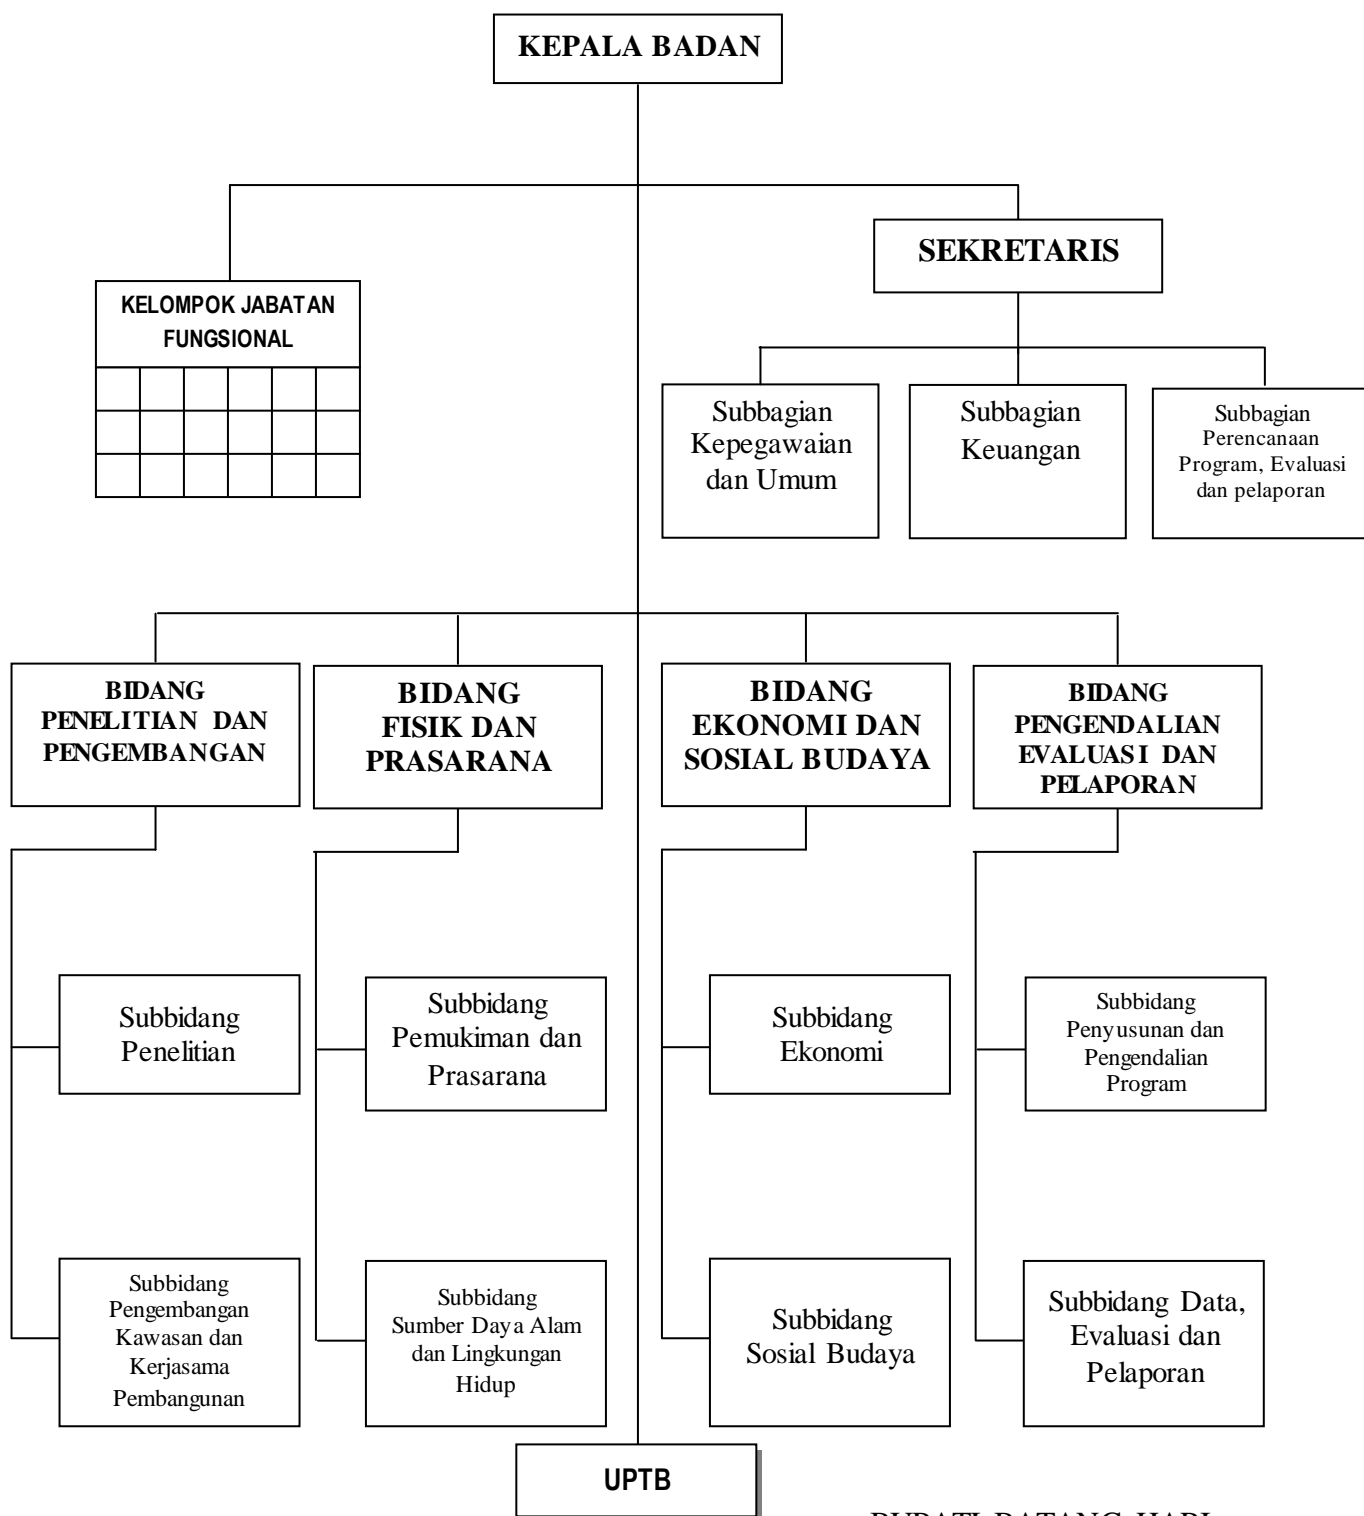 KEPALA BADAN
SEKRETARIS
KELOMPOK JABATAN
FUNGSIONAL
Subbagian
Kepegawaian
dan Umum
Subbagian
Keuangan
Subbagian
Perencanaan
Program, Evaluasi
dan pelaporan
BIDANG
PENELITIAN DAN
PENGEMBANGAN
BIDANG
FISIK DAN
PRASARANA
BIDANG
EKONOMI DAN
SOSIAL BUDAYA
BIDANG
PENGENDALIAN
EVALUASI DAN
PELAPORAN
Subbidang
Penelitian
Subbidang
Pemukiman dan
Prasarana
Subbidang
Ekonomi
Subbidang
Penyusunan dan
Pengendalian
Program
Subbidang
Pengembangan
Kawasan dan
Kerjasama
Pembangunan
Subbidang
Sumber Daya Alam
dan Lingkungan
Hidup
Subbidang
Sosial Budaya
Subbidang Data,
Evaluasi dan
Pelaporan
UPTB
BUPATI BATANG HARI